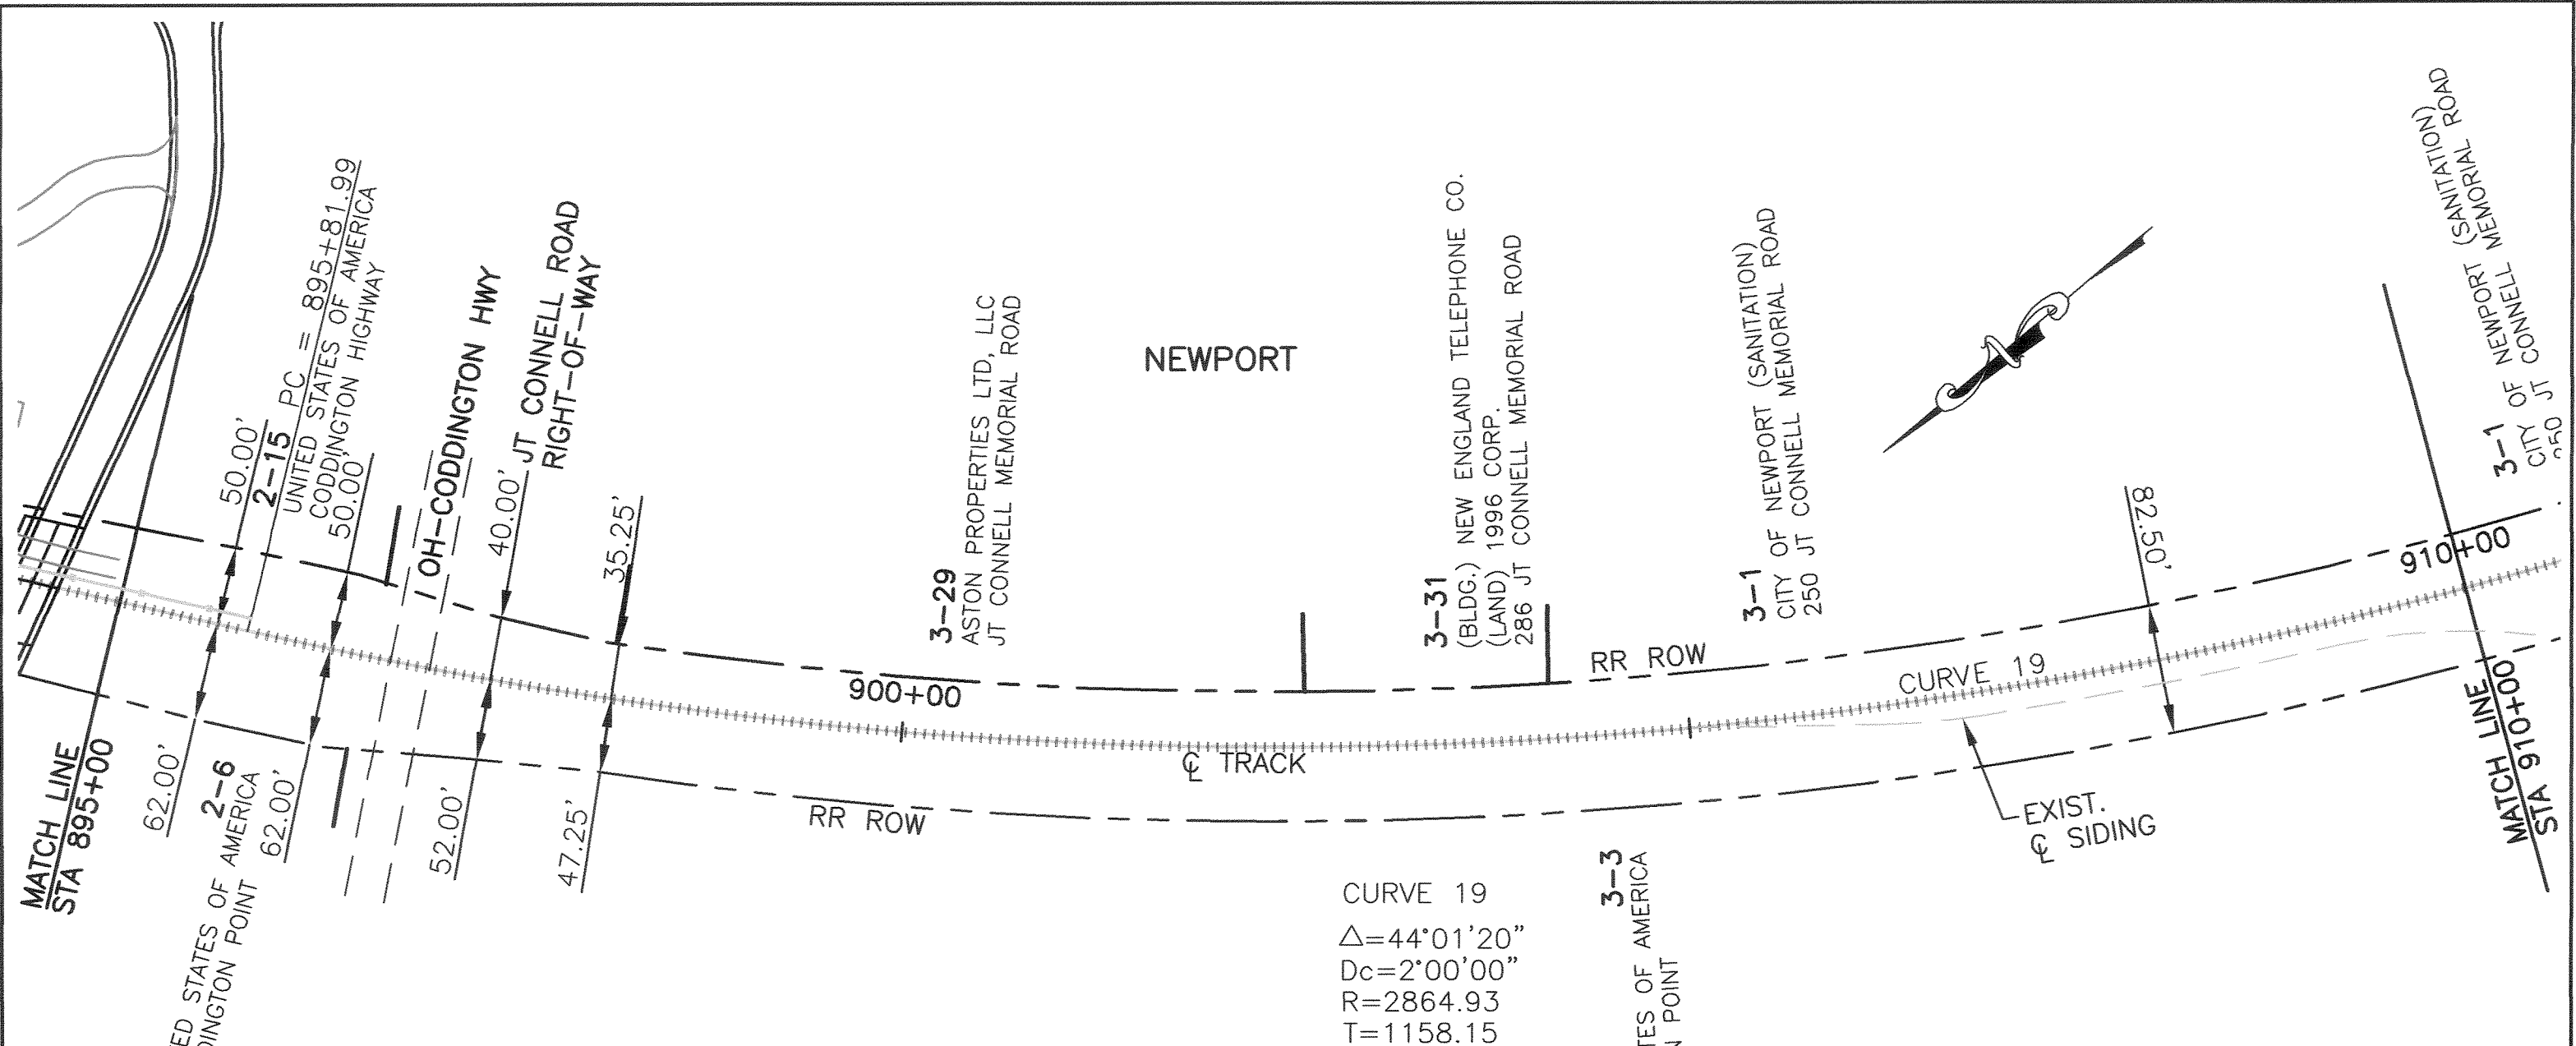 50.00'
2-15
PC = 895+81.99
UNITED STATES OF AMERICA
CODDINGTON HIGHWAY
50.00'
OH-CODDINGTON HWY
40.00'
JT CONNELL ROAD
RIGHT-OF-WAY
35.25'
3-29
ASTON PROPERTIES LTD, LLC
JT CONNELL MEMORIAL ROAD
NEWPORT
3-31
(BLDG.) NEW ENGLAND TELEPHONE CO.
(LAND) 1996 CORP.
286 JT CONNELL MEMORIAL ROAD
3-1
CITY OF NEWPORT (SANITATION)
250 JT CONNELL MEMORIAL ROAD
N
82.50'
3-1
CITY OF NEWPORT (SANITATION)
250 JT CONNELL MEMORIAL ROAD
910+00
RR ROW
CURVE 19
900+00
℄ TRACK
RR ROW
MATCH LINE
STA 895+00
62.00'
2-6
ED STATES OF AMERICA
DINGTON POINT
62.00'
52.00'
47.25'
EXIST.
℄ SIDING
MATCH LINE
STA 910+00
CURVE 19
Δ=44°01'20"
Dc=2°00'00"
R=2864.93
T=1158.15
3-3
TES OF AMERICA
N POINT